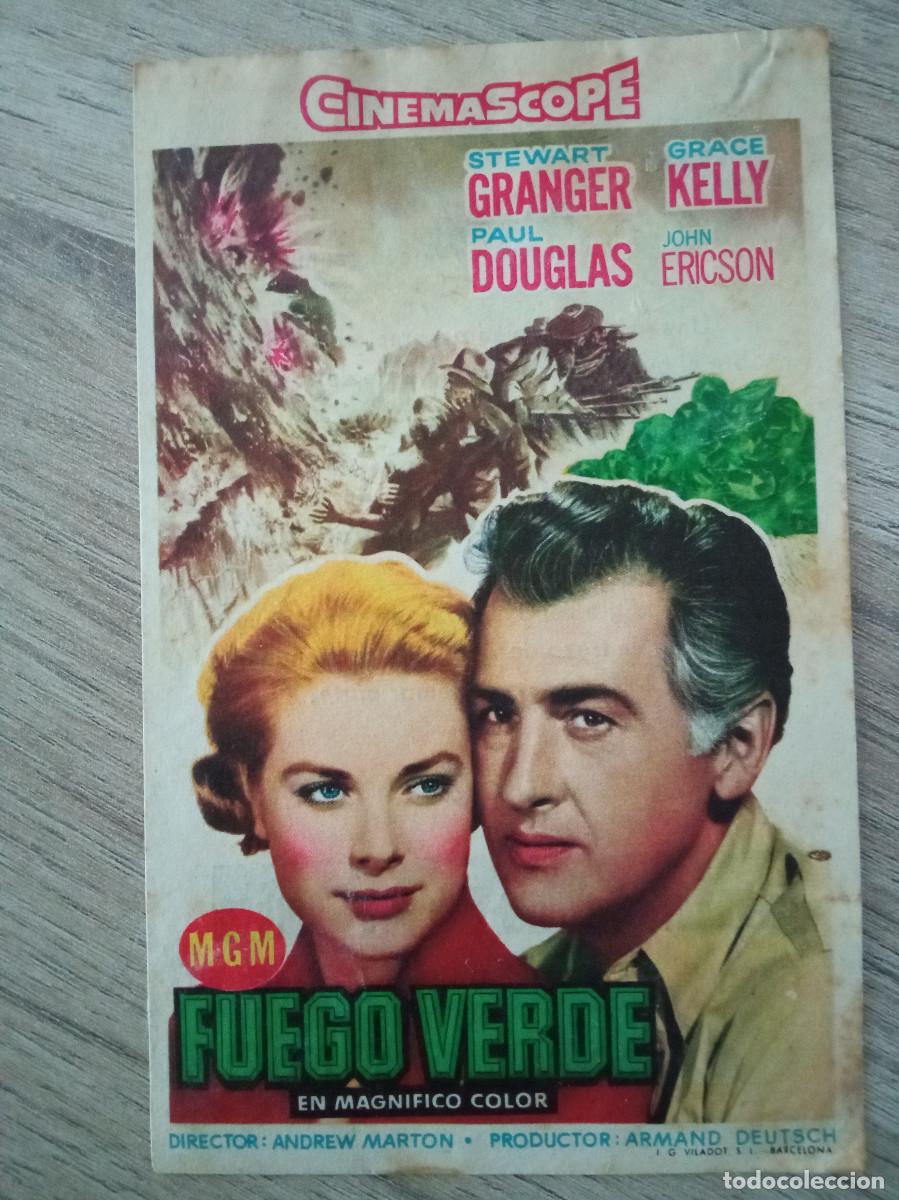 CINEMASCOPE
STEWART GRANGER
GRACE KELLY
PAUL DOUGLAS
JOHN ERICSON
M·G·M
FUEGO VERDE
EN MAGNIFICO COLOR
DIRECTOR: ANDREW MARTON • PRODUCTOR: ARMAND DEUTSCH
I. G. VILADOT, S. L. - BARCELONA
todocoleccion